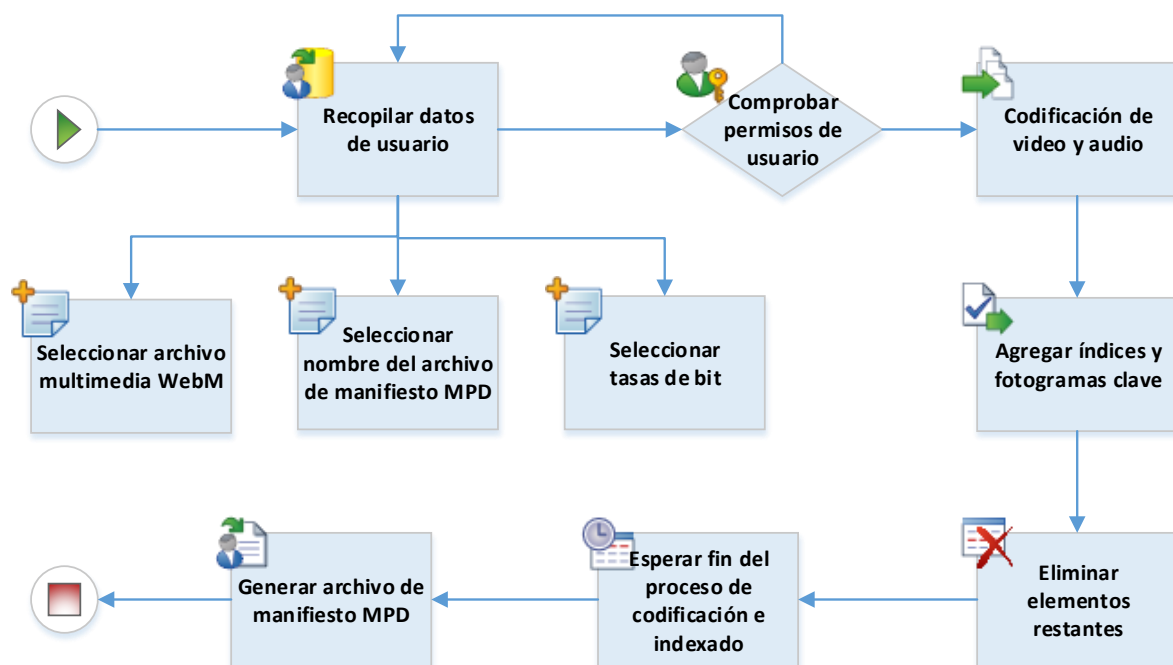 Recopilar datos
de usuario
Comprobar
permisos de
usuario
Codificación de
video y audio
Seleccionar archivo
multimedia WebM
Seleccionar
nombre del archivo
de manifiesto MPD
Seleccionar
tasas de bit
Agregar índices y
fotogramas clave
Generar archivo de
manifiesto MPD
Esperar fin del
proceso de
codificación e
indexado
Eliminar
elementos
restantes